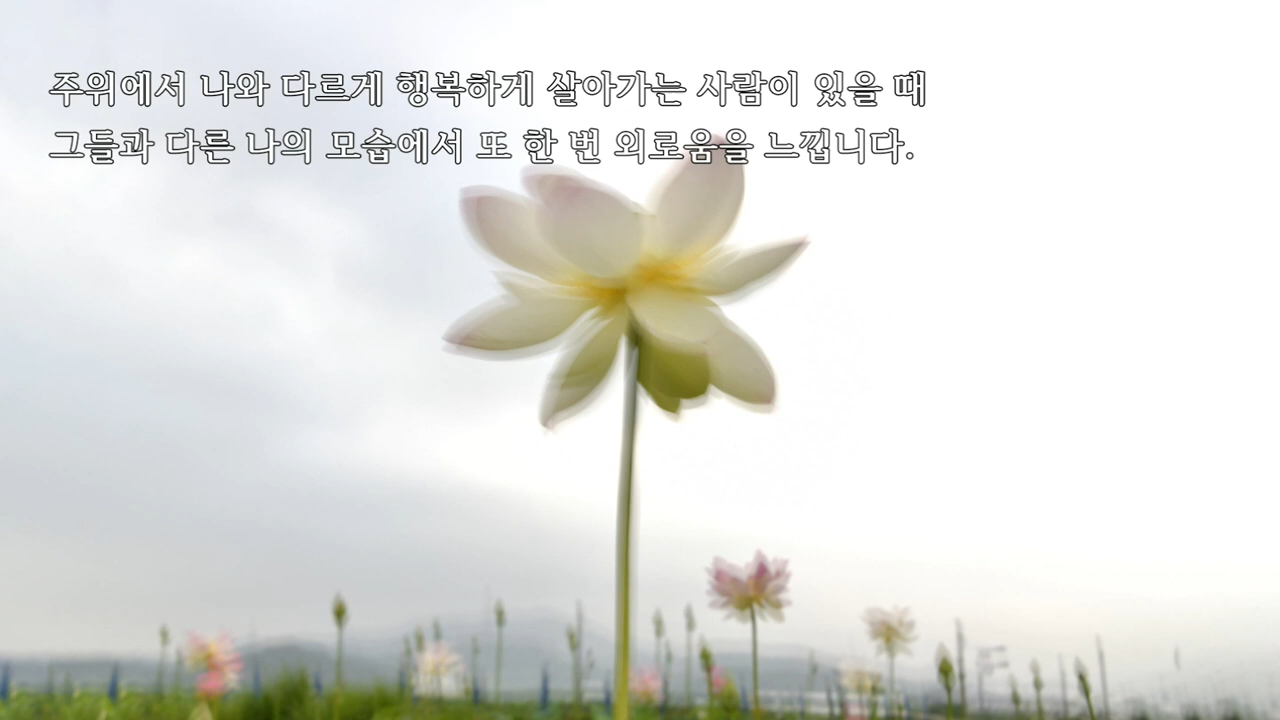 주위에서 나와 다르게 행복하게 살아가는 사람이 있을 때
그들과 다른 나의 모습에서 또 한 번 외로움을 느낍니다.